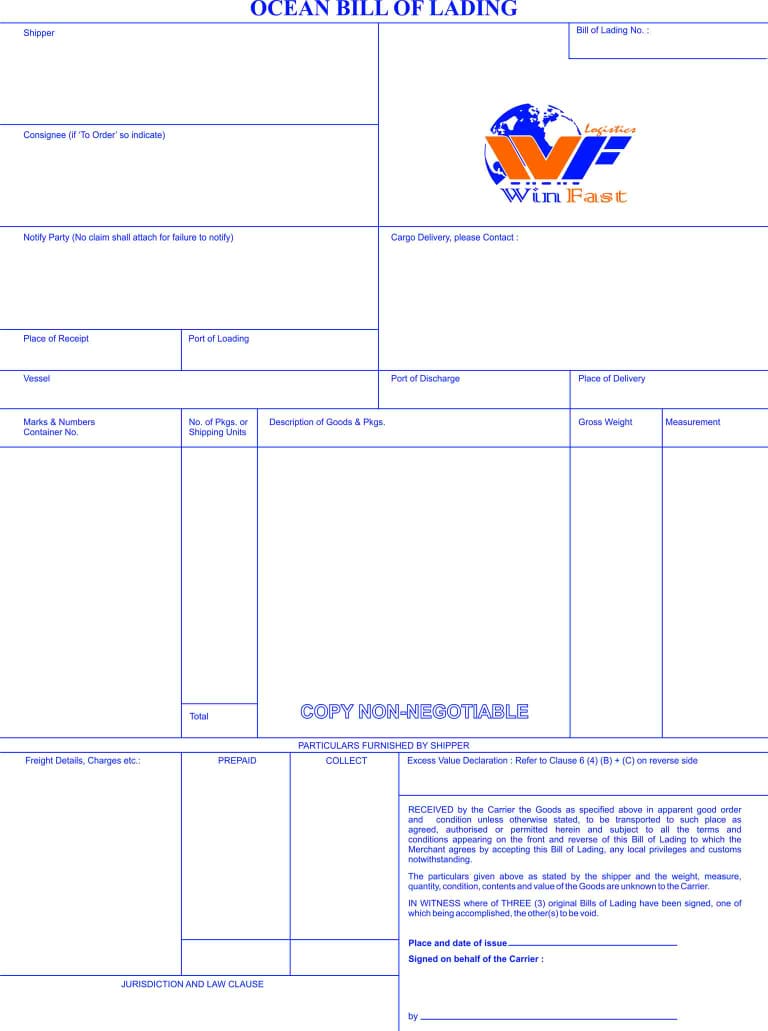 OCEAN BILL OF LADING
Shipper
Bill of Lading No. :
Logistics
WF
Win Fast
Consignee (if ‘To Order’ so indicate)
Notify Party (No claim shall attach for failure to notify)
Cargo Delivery, please Contact :
Place of Receipt
Port of Loading
Vessel
Port of Discharge
Place of Delivery
Marks & Numbers
Container No.
No. of Pkgs. or
Shipping Units
Description of Goods & Pkgs.
Gross Weight
Measurement
Total
COPY NON-NEGOTIABLE
PARTICULARS FURNISHED BY SHIPPER
Freight Details, Charges etc.:
PREPAID
COLLECT
Excess Value Declaration : Refer to Clause 6 (4) (B) + (C) on reverse side
RECEIVED by the Carrier the Goods as specified above in apparent good order
and condition unless otherwise stated, to be transported to such place as
agreed, authorised or permitted herein and subject to all the terms and
conditions appearing on the front and reverse of this Bill of Lading to which the
Merchant agrees by accepting this Bill of Lading, any local privileges and customs
notwithstanding.
The particulars given above as stated by the shipper and the weight, measure,
quantity, condition, contents and value of the Goods are unknown to the Carrier.
IN WITNESS where of THREE (3) original Bills of Lading have been signed, one of
which being accomplished, the other(s) to be void.
Place and date of issue
Signed on behalf of the Carrier :
JURISDICTION AND LAW CLAUSE
by